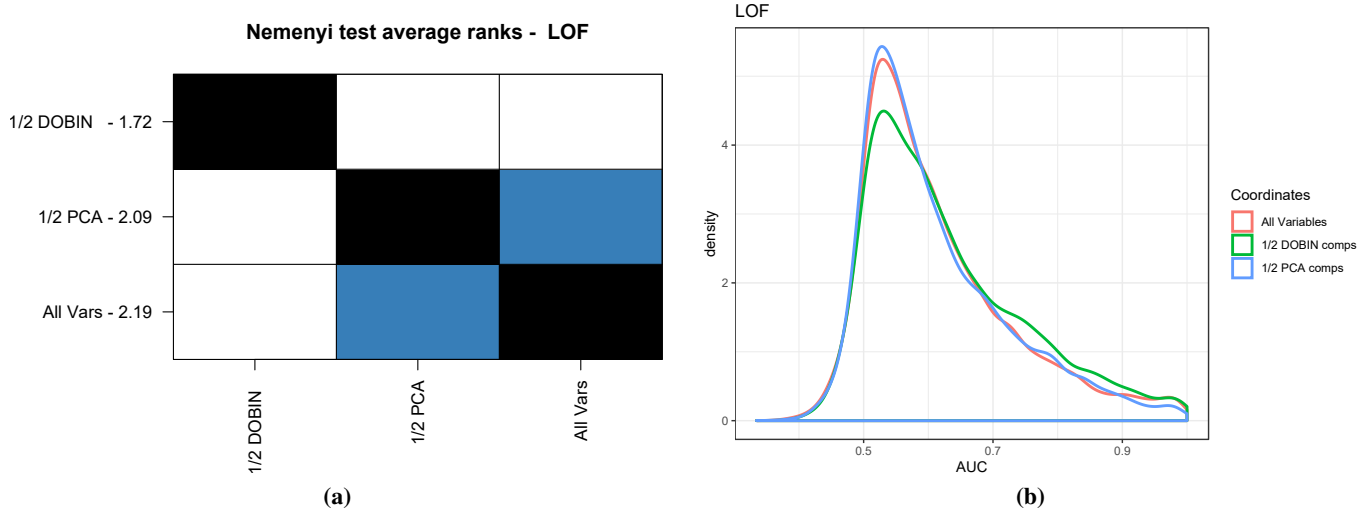 Nemenyi test average ranks - LOF
1/2 DOBIN - 1.72
1/2 PCA - 2.09
All Vars - 2.19
1/2 DOBIN
1/2 PCA
All Vars
(a)
LOF
density
4
2
0
0.5
0.7
0.9
AUC
Coordinates
All Variables
1/2 DOBIN comps
1/2 PCA comps
(b)